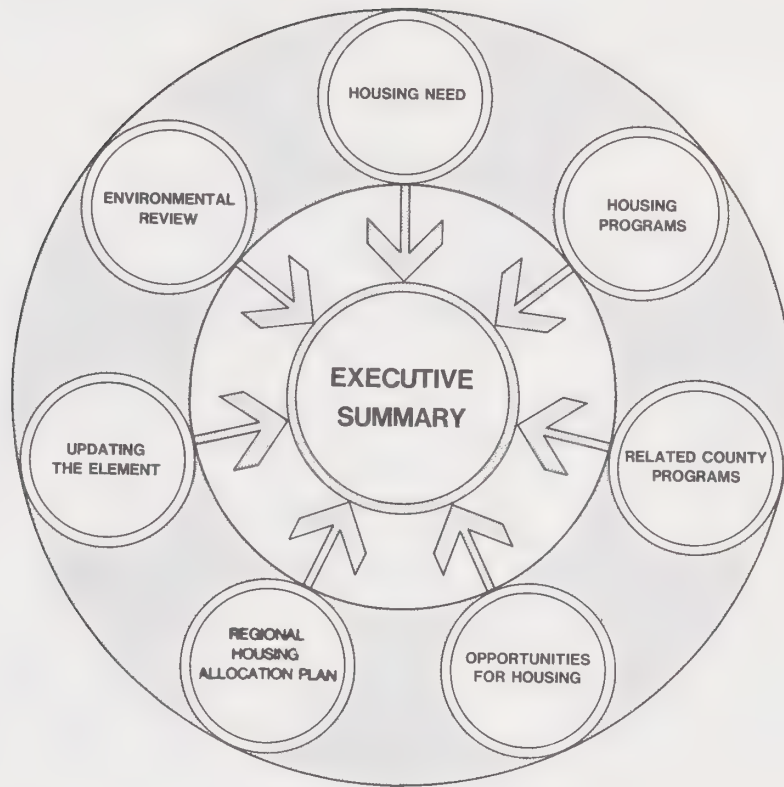 HOUSING NEED
HOUSING
PROGRAMS
RELATED COUNTY
PROGRAMS
OPPORTUNITIES
FOR HOUSING
REGIONAL
HOUSING
ALLOCATION PLAN
UPDATING
THE ELEMENT
ENVIRONMENTAL
REVIEW
EXECUTIVE
SUMMARY